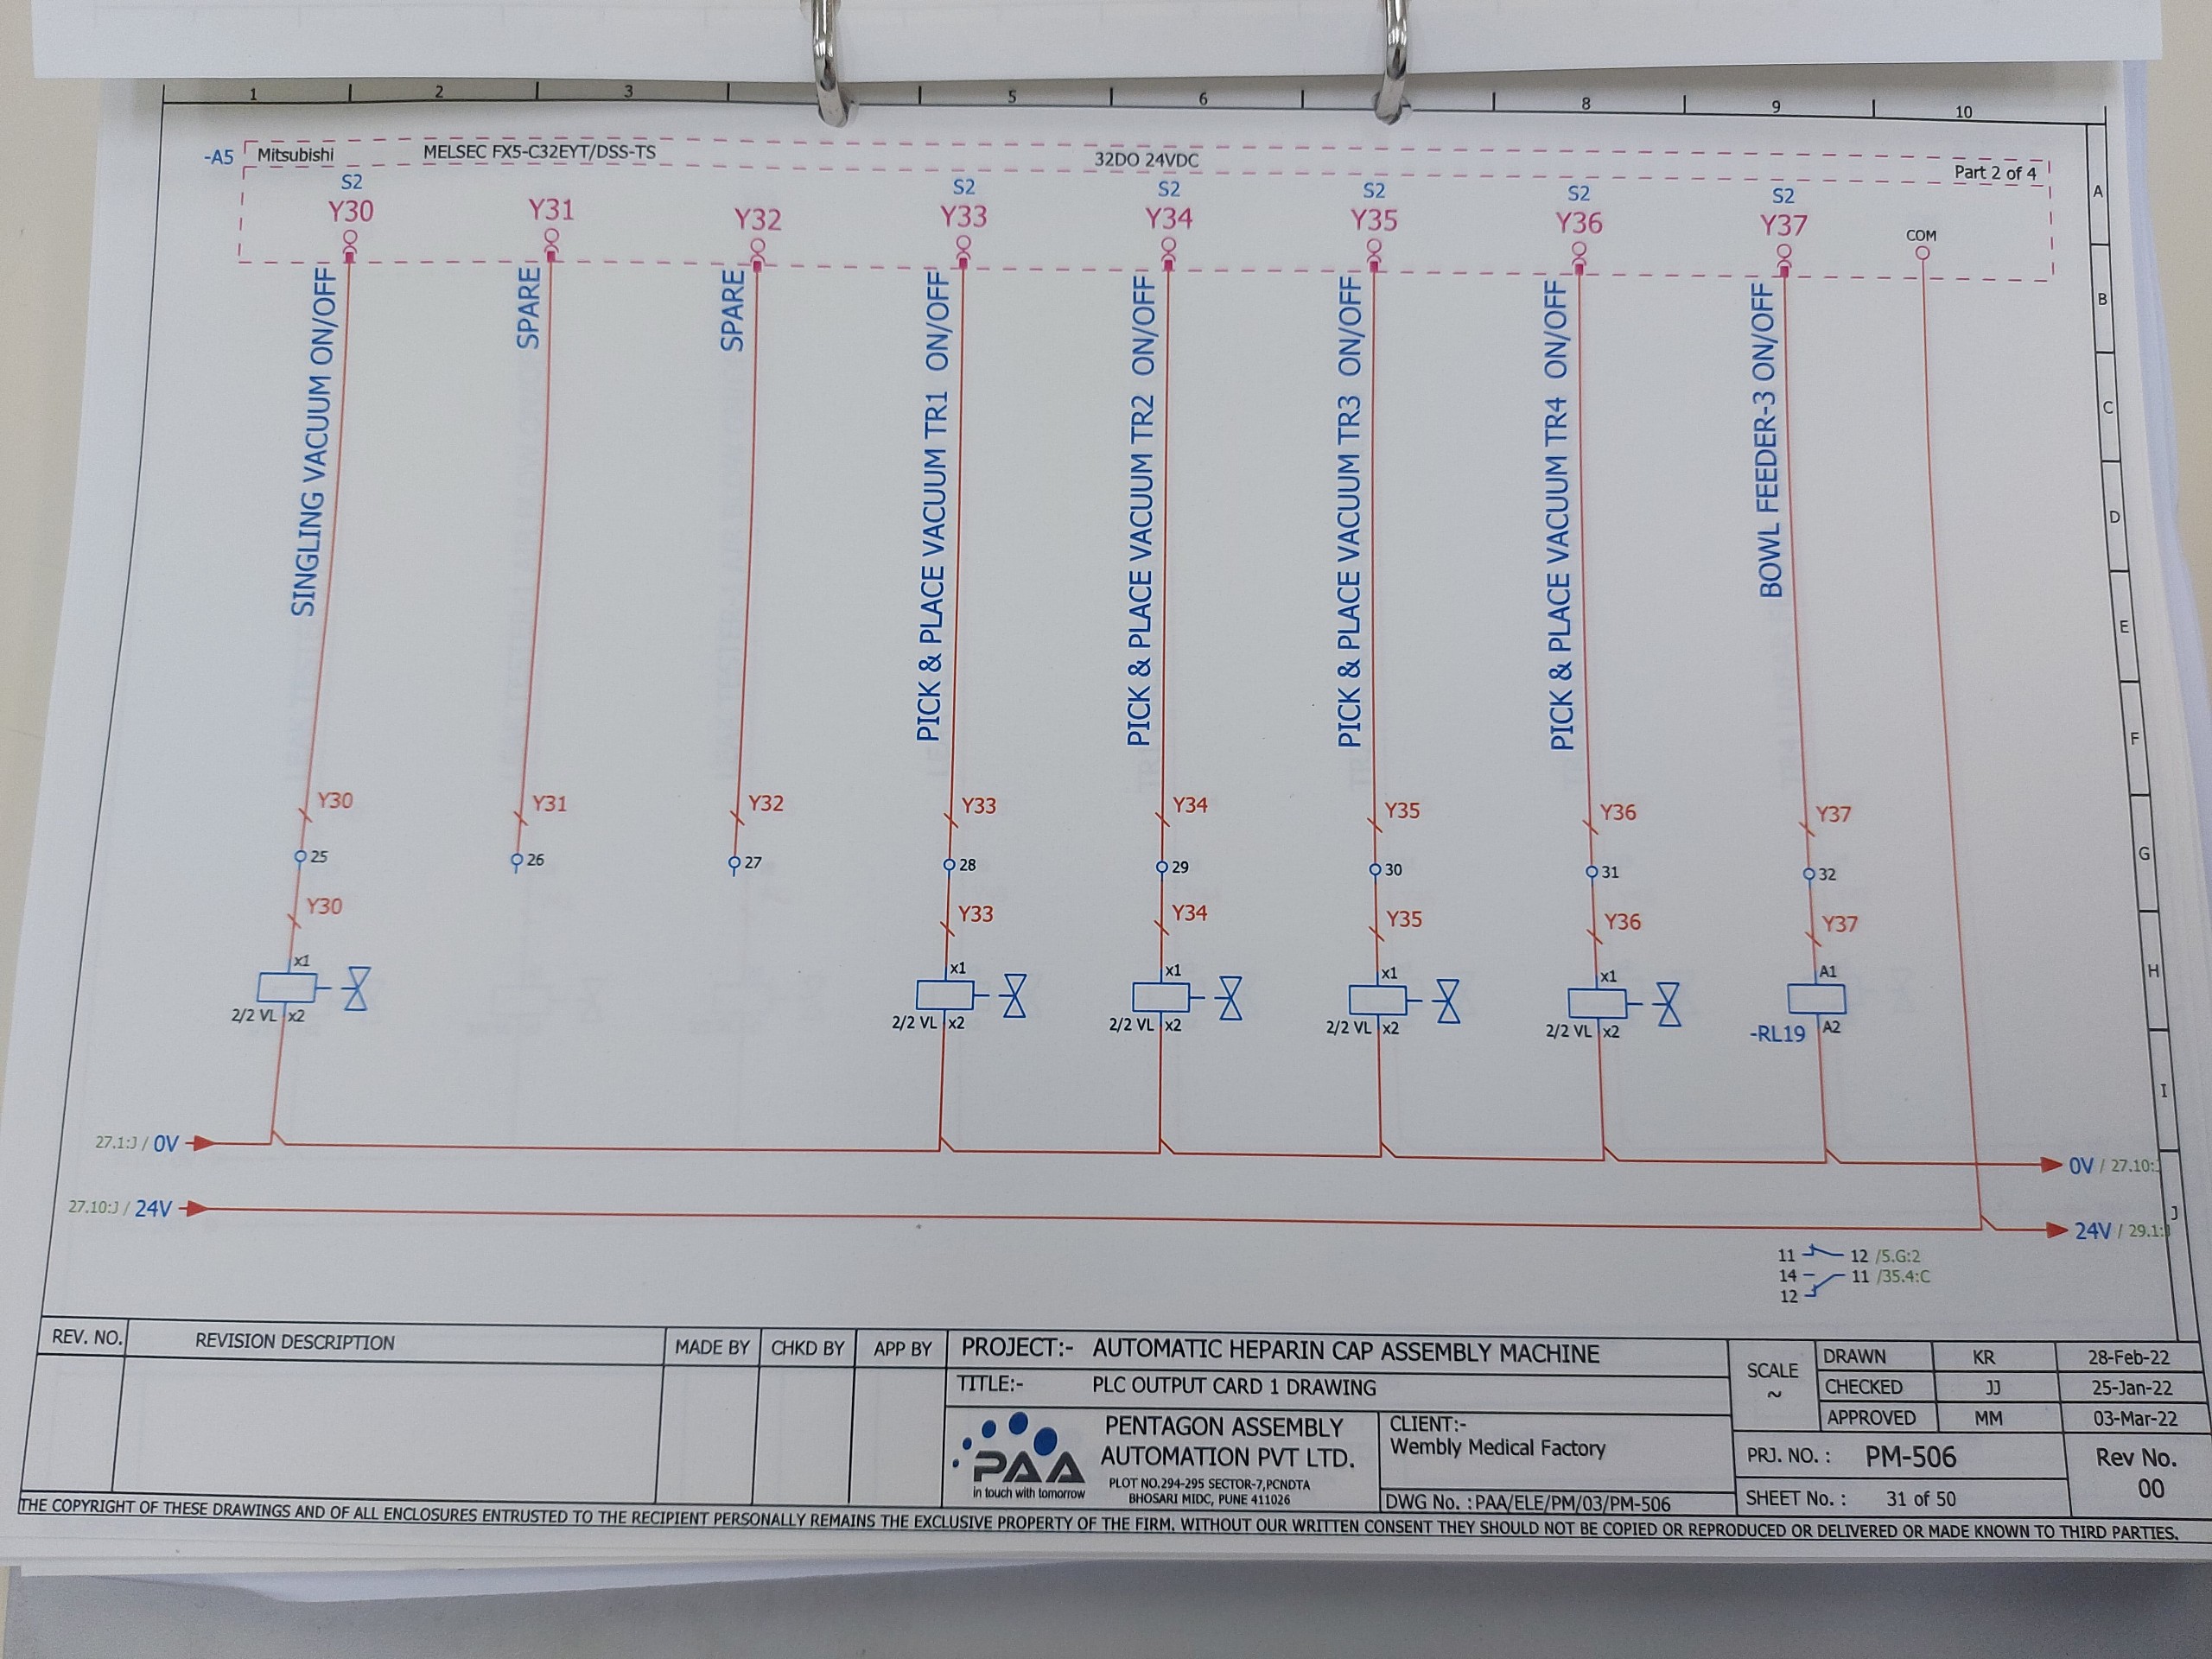 1 2 3 5 6 8 9 10
-A5 Mitsubishi MELSEC FX5-C32EYT/DSS-TS 32DO 24VDC Part 2 of 4
S2 S2 S2 S2 S2 S2
Y30 Y31 Y32 Y33 Y34 Y35 Y36 Y37 COM
SINGLING VACUUM ON/OFF
SPARE
SPARE
PICK & PLACE VACUUM TR1 ON/OFF
PICK & PLACE VACUUM TR2 ON/OFF
PICK & PLACE VACUUM TR3 ON/OFF
PICK & PLACE VACUUM TR4 ON/OFF
BOWL FEEDER-3 ON/OFF
A
B
C
D
E
F
G
H
I
J
Y30 Y31 Y32 Y33 Y34 Y35 Y36 Y37
25 26 27 28 29 30 31 32
Y30 Y33 Y34 Y35 Y36 Y37
x1 x1 x1 x1 x1 A1
2/2 VL x2 2/2 VL x2 2/2 VL x2 2/2 VL x2 2/2 VL x2 -RL19 A2
27.1:J / 0V 0V / 27.10:
27.10:J / 24V 24V / 29.1:
11 12 /5.G:2
14 11 /35.4:C
12
REV. NO. REVISION DESCRIPTION MADE BY CHKD BY APP BY
PROJECT:- AUTOMATIC HEPARIN CAP ASSEMBLY MACHINE
TITLE:- PLC OUTPUT CARD 1 DRAWING
PAA
in touch with tomorrow
PENTAGON ASSEMBLY
AUTOMATION PVT LTD.
PLOT NO.294-295 SECTOR-7,PCNDTA
BHOSARI MIDC, PUNE 411026
CLIENT:-
Wembly Medical Factory
DWG No. :PAA/ELE/PM/03/PM-506
SCALE
~
DRAWN KR 28-Feb-22
CHECKED JJ 25-Jan-22
APPROVED MM 03-Mar-22
PRJ. NO. : PM-506
SHEET No. : 31 of 50
Rev No.
00
THE COPYRIGHT OF THESE DRAWINGS AND OF ALL ENCLOSURES ENTRUSTED TO THE RECIPIENT PERSONALLY REMAINS THE EXCLUSIVE PROPERTY OF THE FIRM. WITHOUT OUR WRITTEN CONSENT THEY SHOULD NOT BE COPIED OR REPRODUCED OR DELIVERED OR MADE KNOWN TO THIRD PARTIES.